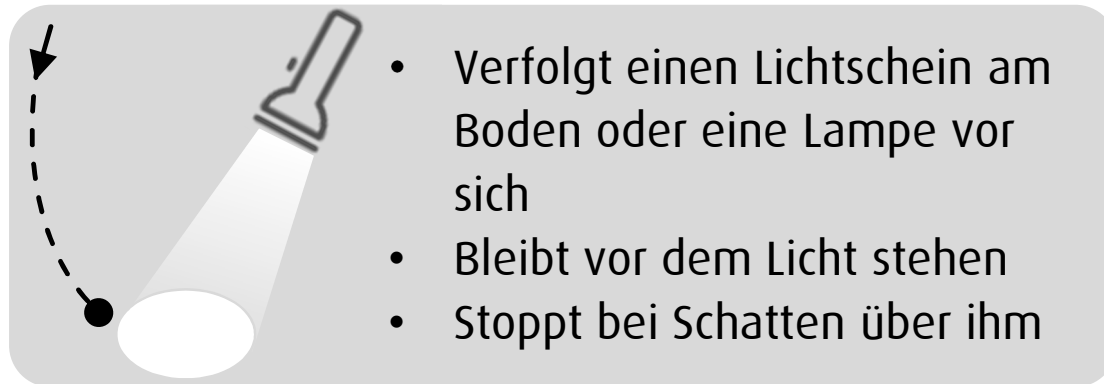 • Verfolgt einen Lichtschein am
Boden oder eine Lampe vor
sich
• Bleibt vor dem Licht stehen
• Stoppt bei Schatten über ihm